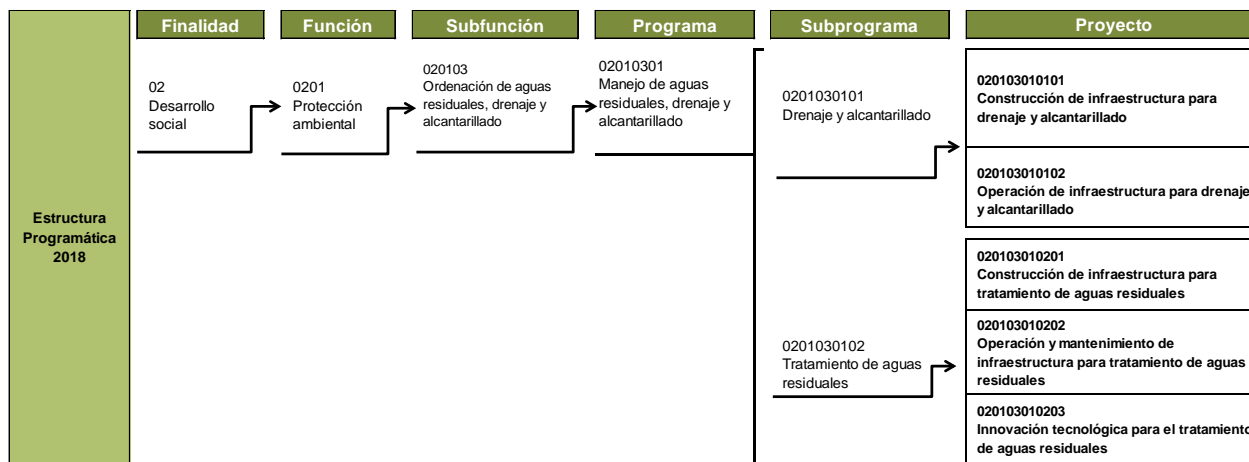 Finalidad
Función
Subfunción
Programa
Subprograma
Proyecto
Estructura
Programática
2018
02
Desarrollo
social
0201
Protección
ambiental
020103
Ordenación de aguas
residuales, drenaje y
alcantarillado
02010301
Manejo de aguas
residuales, drenaje y
alcantarillado
0201030101
Drenaje y alcantarillado
020103010101
Construcción de infraestructura para
drenaje y alcantarillado
020103010102
Operación de infraestructura para drenaje
y alcantarillado
0201030102
Tratamiento de aguas
residuales
020103010201
Construcción de infraestructura para
tratamiento de aguas residuales
020103010202
Operación y mantenimiento de
infraestructura para tratamiento de aguas
residuales
020103010203
Innovación tecnológica para el tratamiento
de aguas residuales